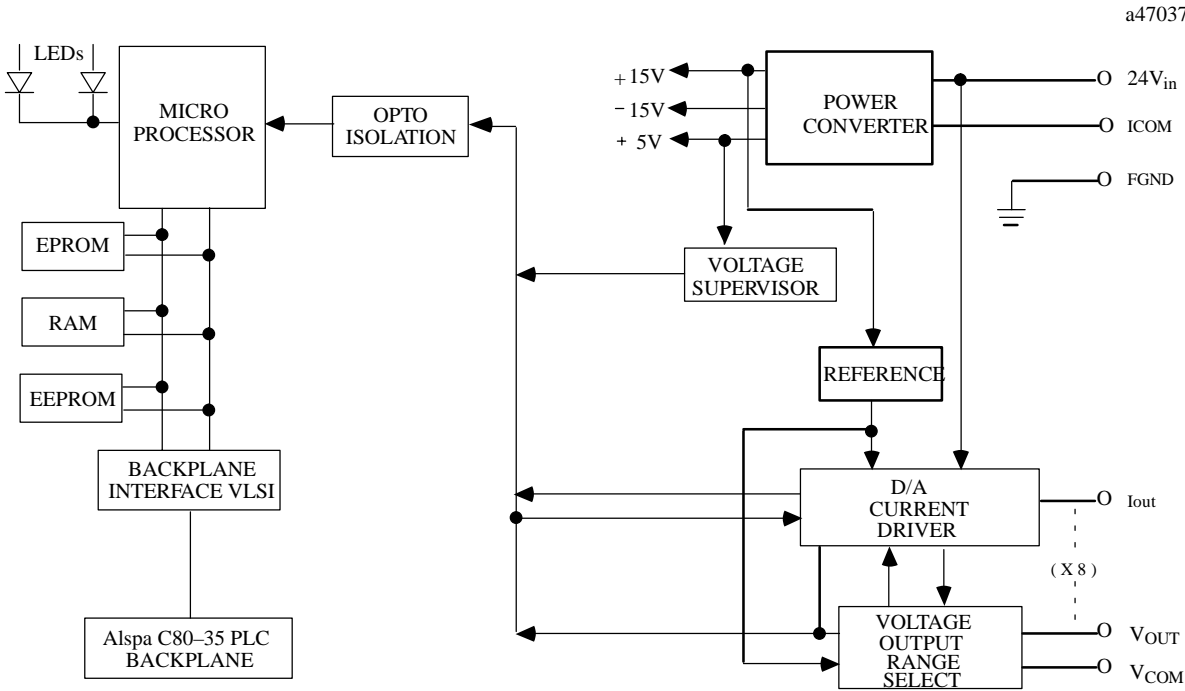 a47037
LEDs
MICRO
PROCESSOR
OPTO
ISOLATION
+ 15V
– 15V
+ 5V
POWER
CONVERTER
24Vin
ICOM
FGND
EPROM
RAM
EEPROM
VOLTAGE
SUPERVISOR
REFERENCE
BACKPLANE
INTERFACE VLSI
D/A
CURRENT
DRIVER
Iout
( X 8 )
Alspa C80–35 PLC
BACKPLANE
VOLTAGE
OUTPUT
RANGE
SELECT
VOUT
VCOM